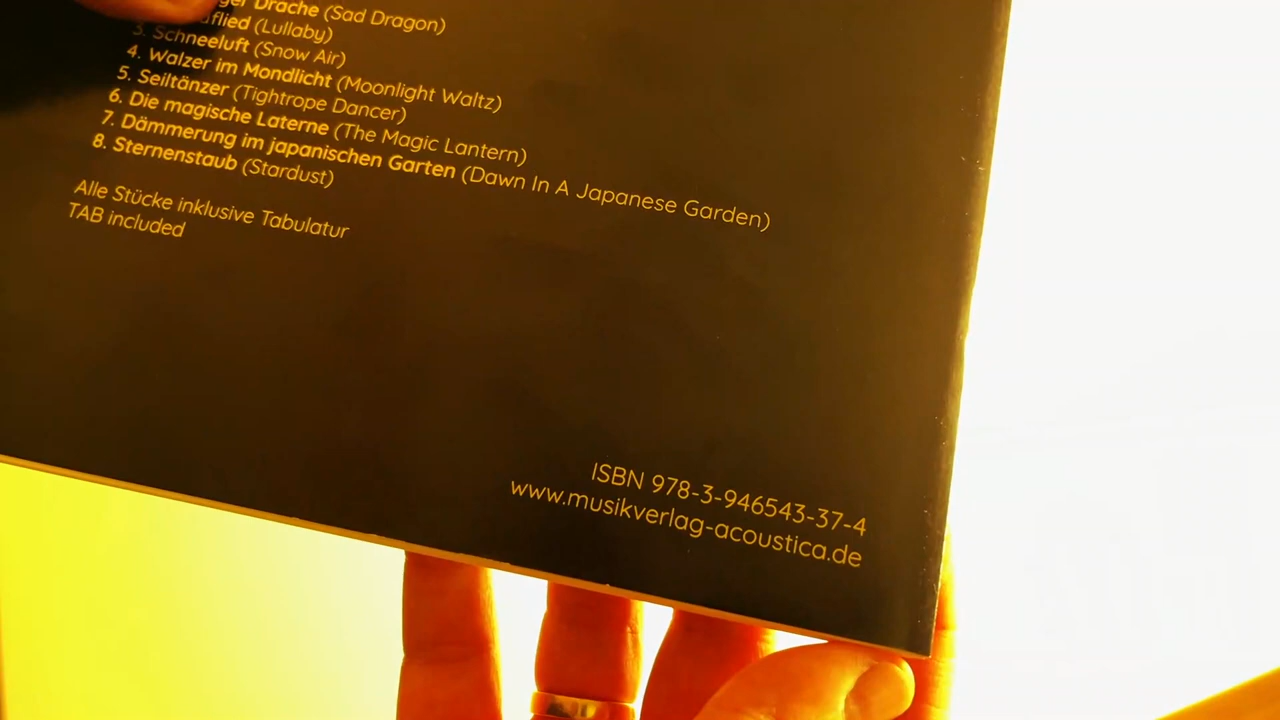 Drache (Sad Dragon)
(Lullaby)
3. Schneeluft (Snow Air)
4. Walzer im Mondlicht (Moonlight Waltz)
5. Seiltänzer (Tightrope Dancer)
6. Die magische Laterne (The Magic Lantern)
7. Dämmerung im japanischen Garten (Dawn In A Japanese Garden)
8. Sternenstaub (Stardust)
Alle Stücke inklusive Tabulatur
TAB included
ISBN 978-3-946543-37-4
www.musikverlag-acoustica.de